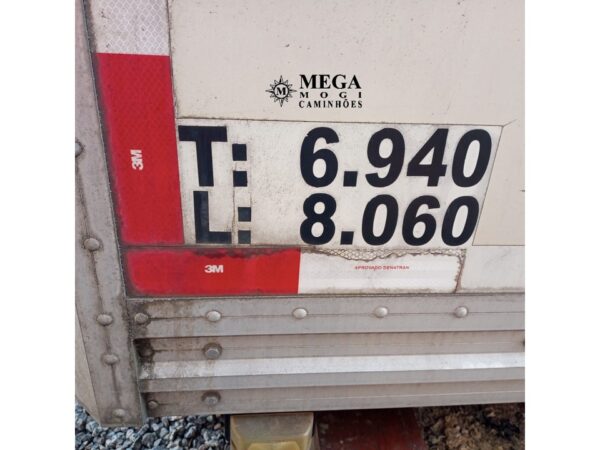 M MEGA
MOGI
CAMINHÕES
3M
T: 6.940
L: 8.060
3M
APROVADO DENATRAN